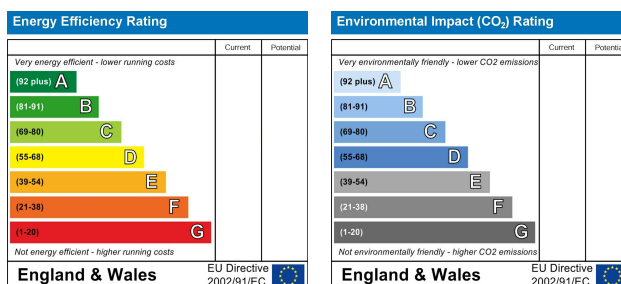 Energy Efficiency Rating
Current Potential
Very energy efficient - lower running costs
(92 plus) A
(81-91) B
(69-80) C
(55-68) D
(39-54) E
(21-38) F
(1-20) G
Not energy efficient - higher running costs
England & Wales
EU Directive
2002/91/EC
Environmental Impact (CO₂) Rating
Current Potential
Very environmentally friendly - lower CO2 emissions
(92 plus) A
(81-91) B
(69-80) C
(55-68) D
(39-54) E
(21-38) F
(1-20) G
Not environmentally friendly - higher CO2 emissions
England & Wales
EU Directive
2002/91/EC